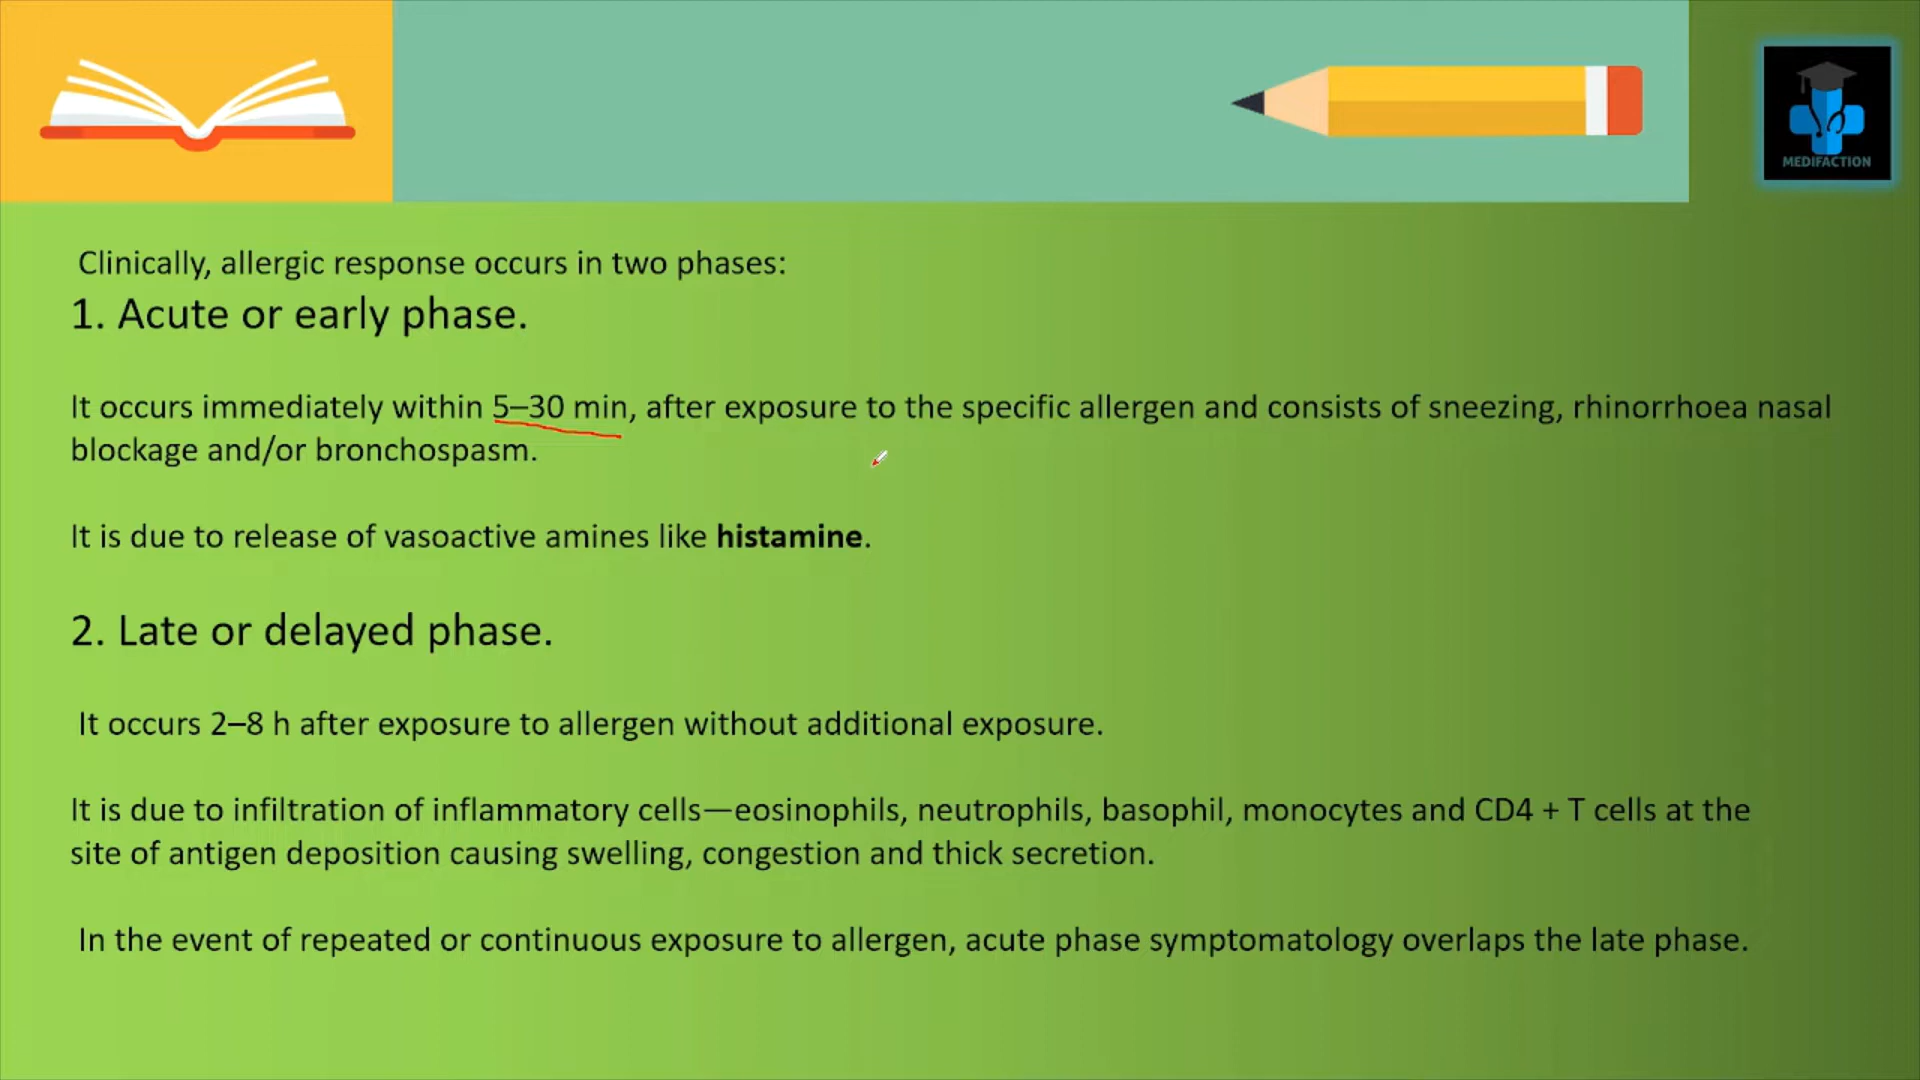 MEDIFACTION
Clinically, allergic response occurs in two phases:
1. Acute or early phase.
It occurs immediately within 5–30 min, after exposure to the specific allergen and consists of sneezing, rhinorrhoea nasal
blockage and/or bronchospasm.
It is due to release of vasoactive amines like histamine.
2. Late or delayed phase.
It occurs 2–8 h after exposure to allergen without additional exposure.
It is due to infiltration of inflammatory cells—eosinophils, neutrophils, basophil, monocytes and CD4 + T cells at the
site of antigen deposition causing swelling, congestion and thick secretion.
In the event of repeated or continuous exposure to allergen, acute phase symptomatology overlaps the late phase.